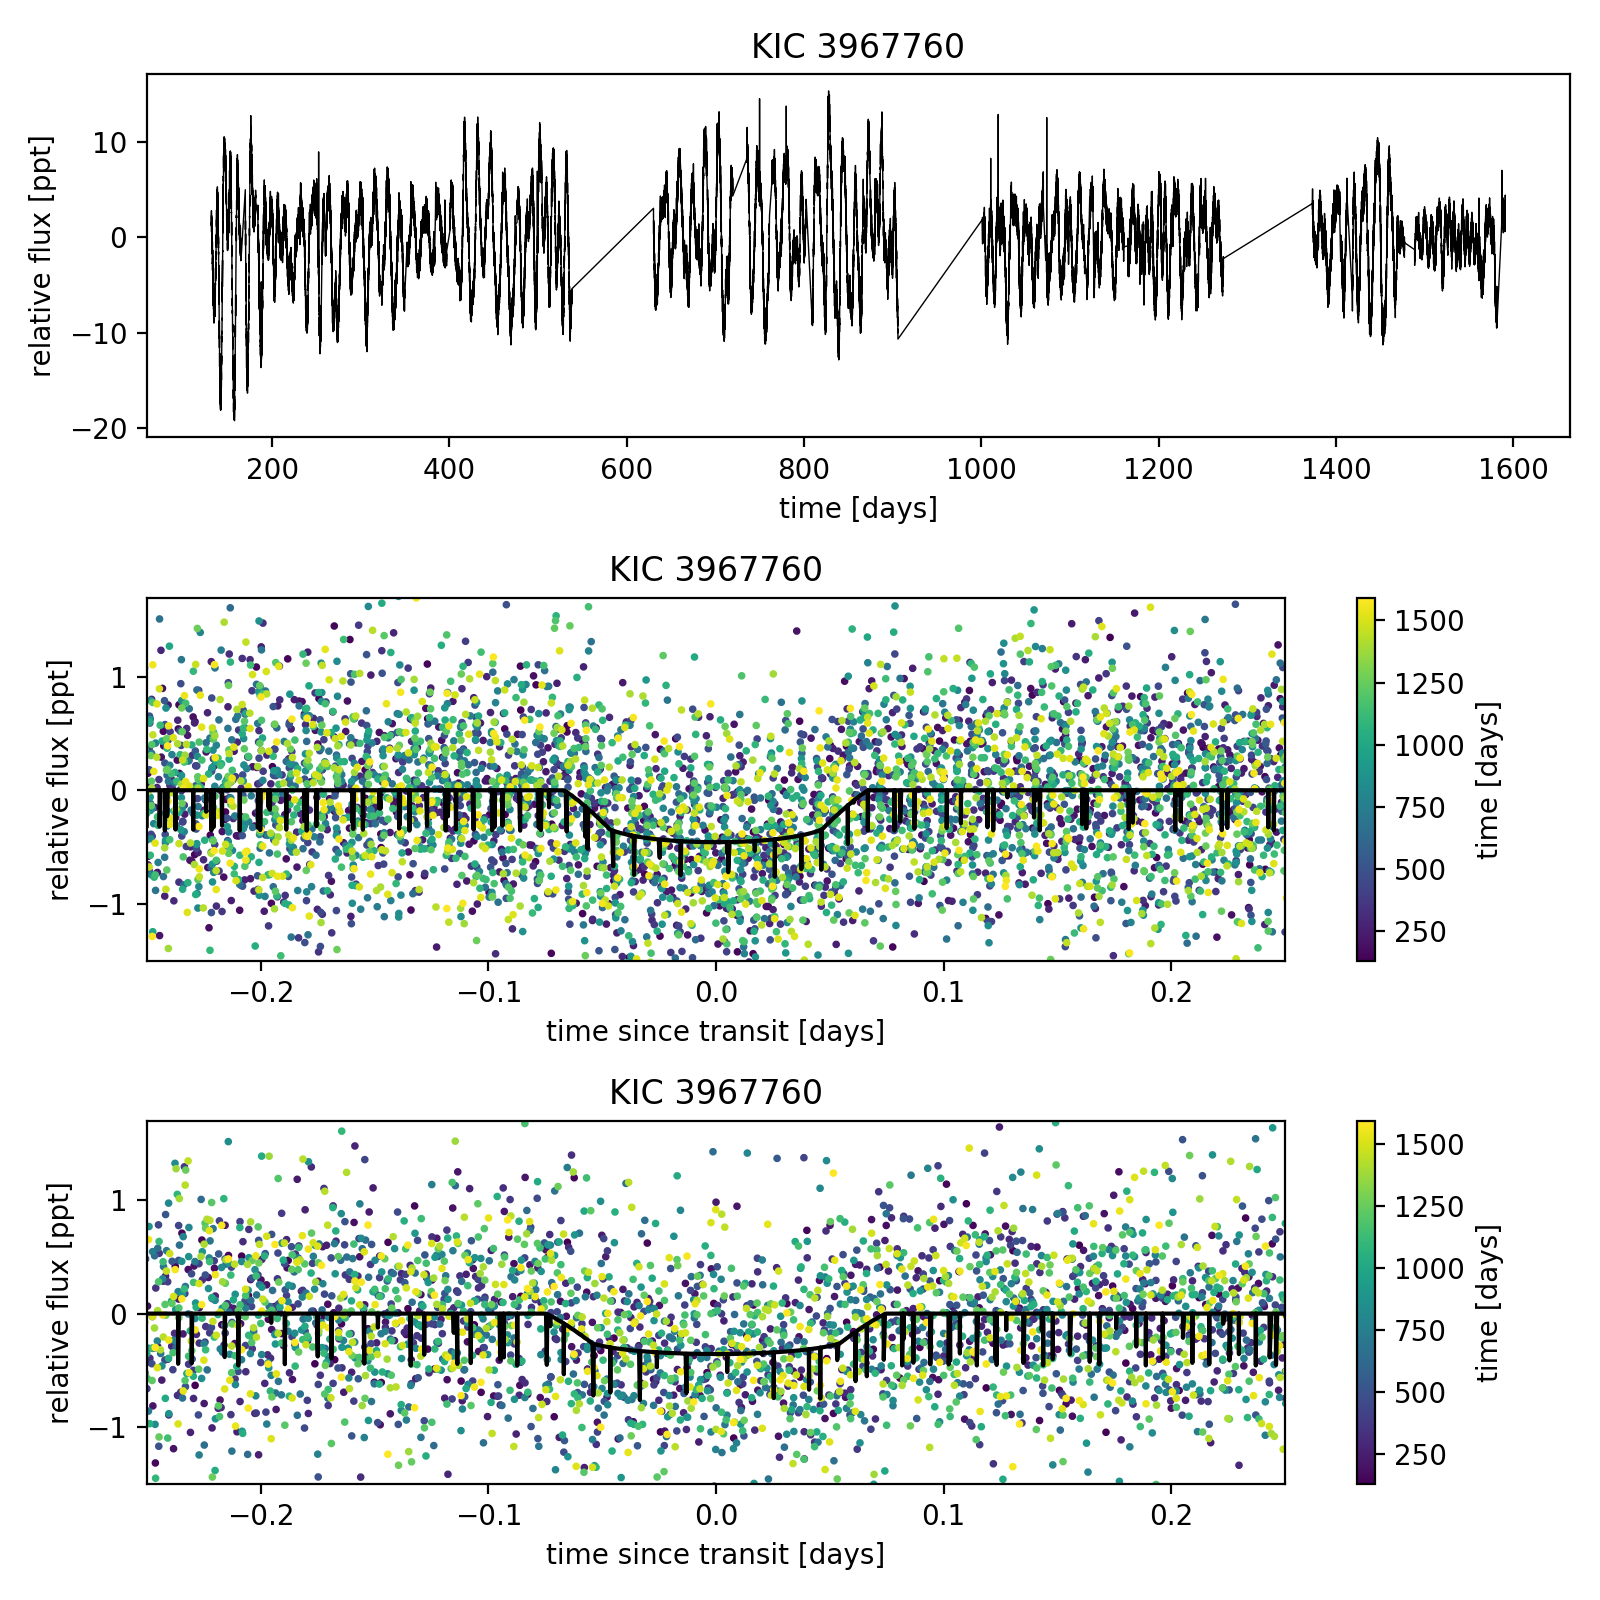 KIC 3967760
relative flux [ppt]
10
0
−10
−20
200 400 600 800 1000 1200 1400 1600
time [days]
KIC 3967760
relative flux [ppt]
1
0
−1
−0.2 −0.1 0.0 0.1 0.2
time since transit [days]
1500
1250
1000
750
500
250
time [days]
KIC 3967760
relative flux [ppt]
1
0
−1
−0.2 −0.1 0.0 0.1 0.2
time since transit [days]
1500
1250
1000
750
500
250
time [days]